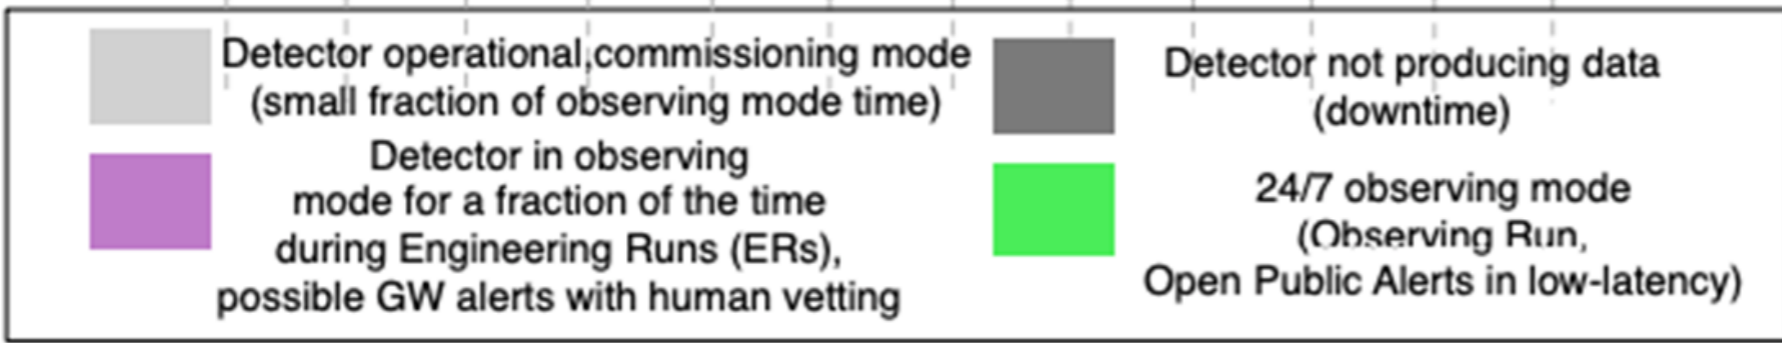 Detector operational,commissioning mode
(small fraction of observing mode time)
Detector in observing
mode for a fraction of the time
during Engineering Runs (ERs),
possible GW alerts with human vetting
Detector not producing data
(downtime)
24/7 observing mode
(Observing Run,
Open Public Alerts in low-latency)